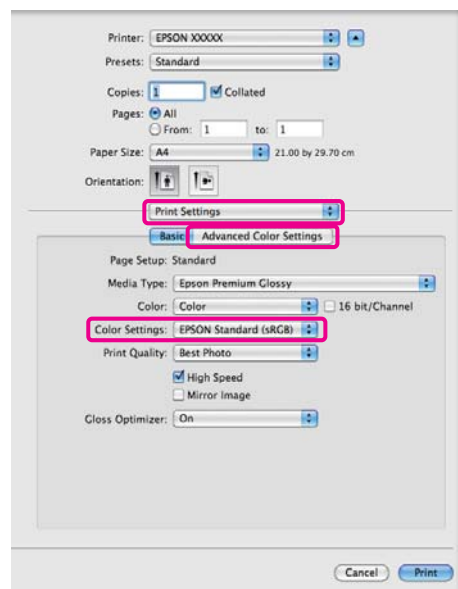 Printer: EPSON XXXXX
Presets: Standard
Copies: 1 Collated
Pages: All
From: 1 to: 1
Paper Size: A4 21.00 by 29.70 cm
Orientation:
Print Settings
Basic Advanced Color Settings
Page Setup: Standard
Media Type: Epson Premium Glossy
Color: Color 16 bit/Channel
Color Settings: EPSON Standard (sRGB)
Print Quality: Best Photo
High Speed
Mirror Image
Gloss Optimizer: On
Cancel Print